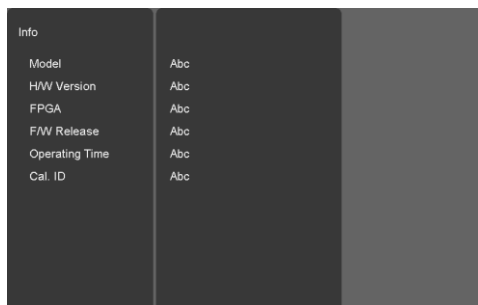 Info
Model Abc
H/W Version Abc
FPGA Abc
F/W Release Abc
Operating Time Abc
Cal. ID Abc